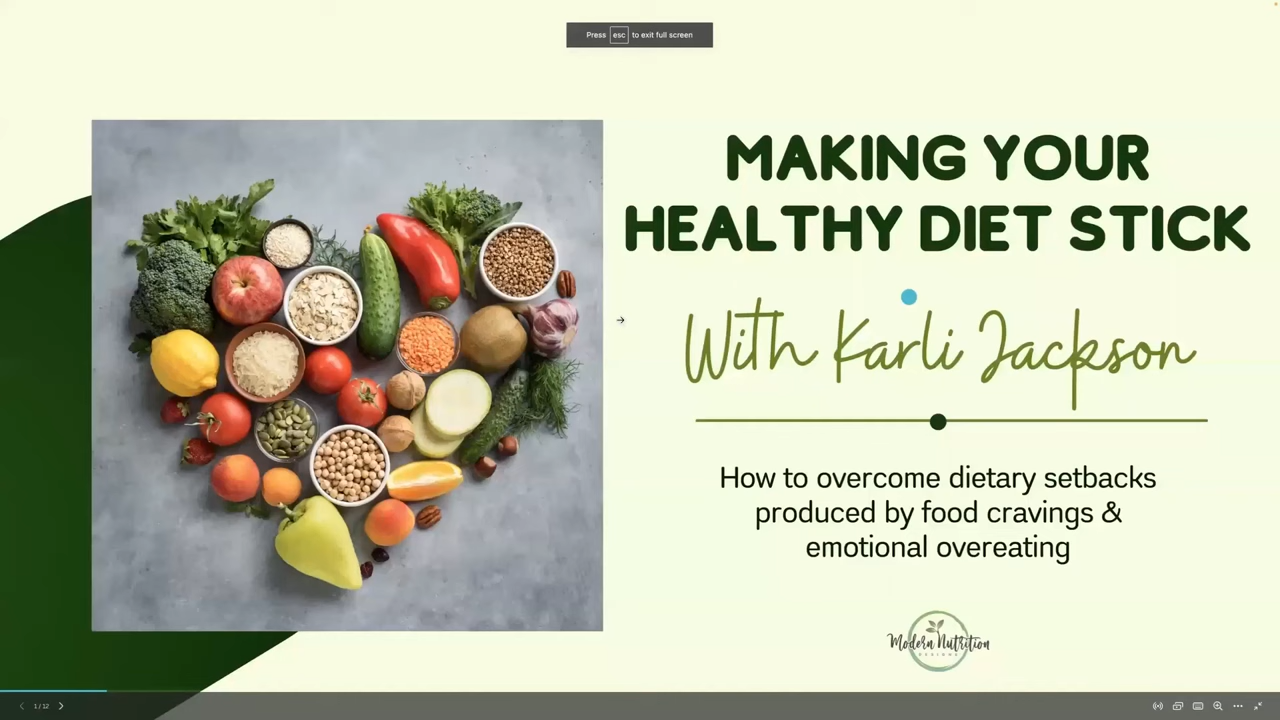 Press esc to exit full screen
MAKING YOUR
HEALTHY DIET STICK
With Karli Jackson
How to overcome dietary setbacks
produced by food cravings &
emotional overeating
Modern Nutrition
DESIGNS
1 / 12